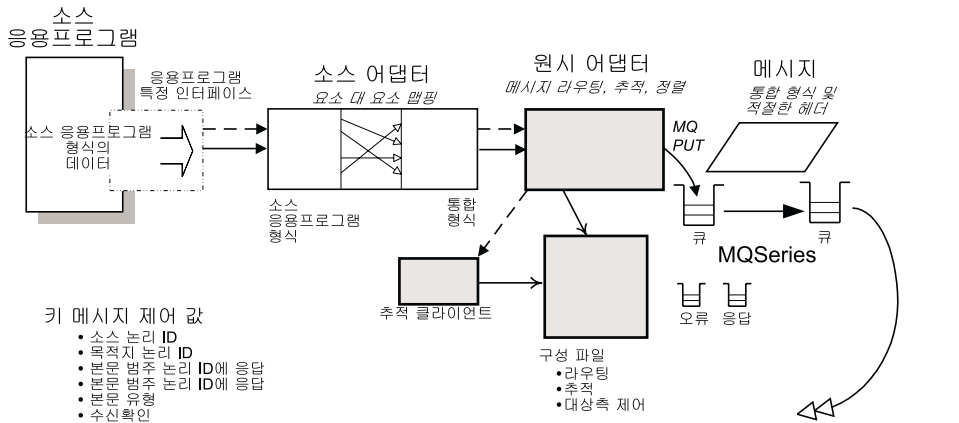 소스
응용프로그램
응용프로그램
특정 인터페이스
소스 응용프로그램
형식의
데이터
소스 어댑터
요소 대 요소 맵핑
소스
응용프로그램
형식
통합
형식
원시 어댑터
메시지 라우팅, 추적, 정렬
메시지
통합 형식 및
적절한 헤더
MQ
PUT
큐
큐
MQSeries
오류
응답
추적 클라이언트
구성 파일
•라우팅
•추적
•대상측 제어
키 메시지 제어 값
• 소스 논리 ID
• 목적지 논리 ID
• 본문 범주 논리 ID에 응답
• 본문 범주 논리 ID에 응답
• 본문 유형
• 수신확인